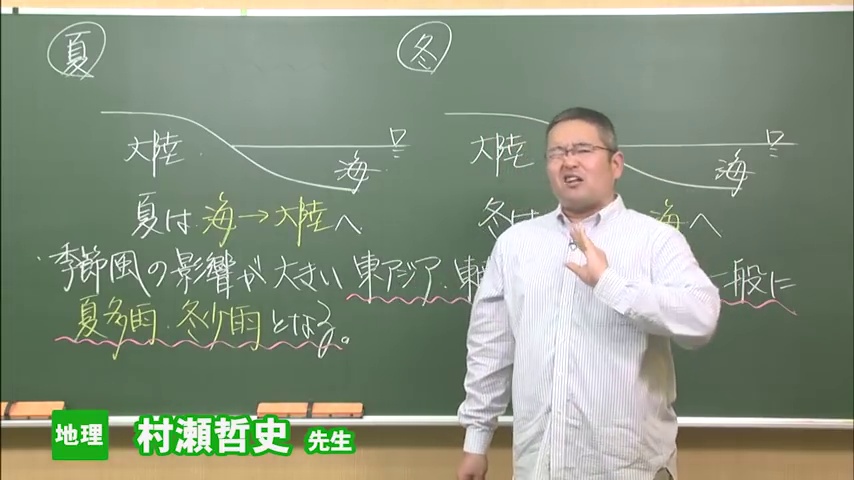 夏
冬
大陸
海
大陸
海
夏は 海→大陸へ
冬は 海へ
・季節風の影響が大きい 東アジア・東 一般に
夏多雨・冬少雨となる。
地理 村瀬哲史 先生